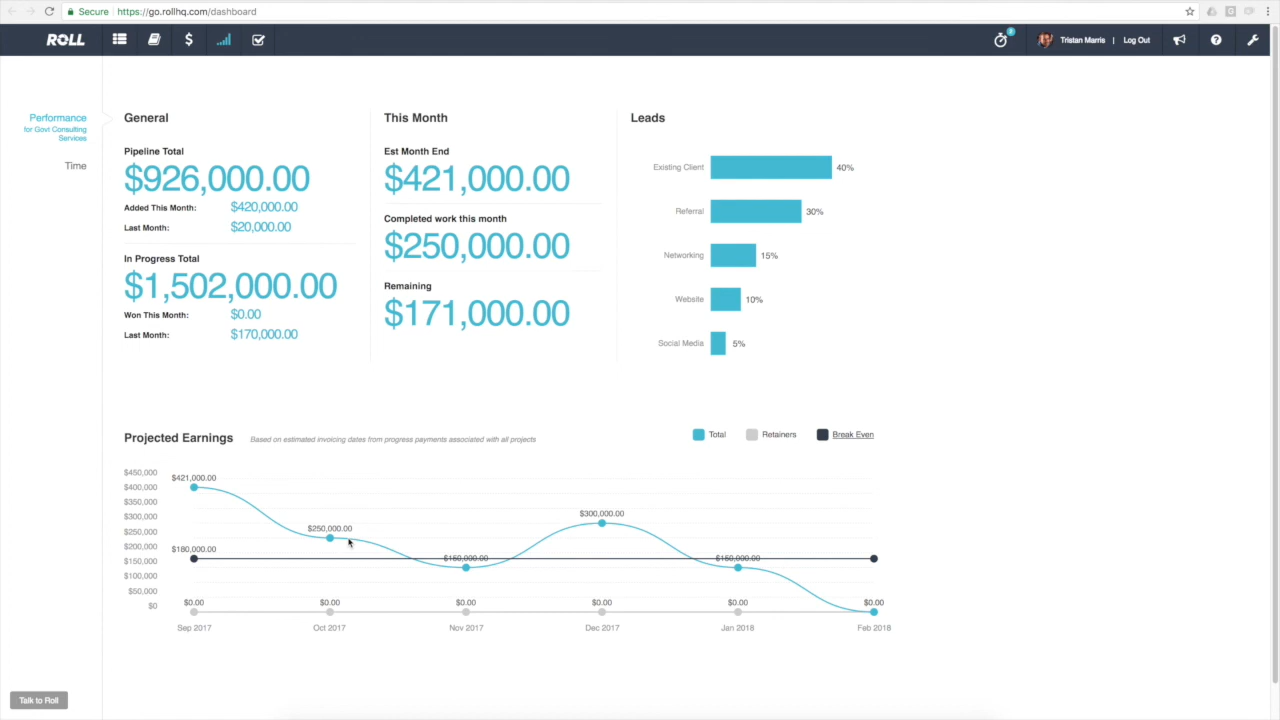 Secure https://go.rollhq.com/dashboard
ROLL
$
2
Tristan Marris | Log Out
Performance
for Govt Consulting
Services
Time
General
Pipeline Total
$926,000.00
Added This Month: $420,000.00
Last Month: $20,000.00
In Progress Total
$1,502,000.00
Won This Month: $0.00
Last Month: $170,000.00
This Month
Est Month End
$421,000.00
Completed work this month
$250,000.00
Remaining
$171,000.00
Leads
Existing Client 40%
Referral 30%
Networking 15%
Website 10%
Social Media 5%
Projected Earnings Based on estimated invoicing dates from progress payments associated with all projects
Total Retainers Break Even
$450,000
$400,000
$350,000
$300,000
$250,000
$200,000
$150,000
$100,000
$50,000
$0
$421,000.00
$250,000.00
$150,000.00
$300,000.00
$150,000.00
$180,000.00
$0.00 $0.00 $0.00 $0.00 $0.00 $0.00
Sep 2017 Oct 2017 Nov 2017 Dec 2017 Jan 2018 Feb 2018
Talk to Roll